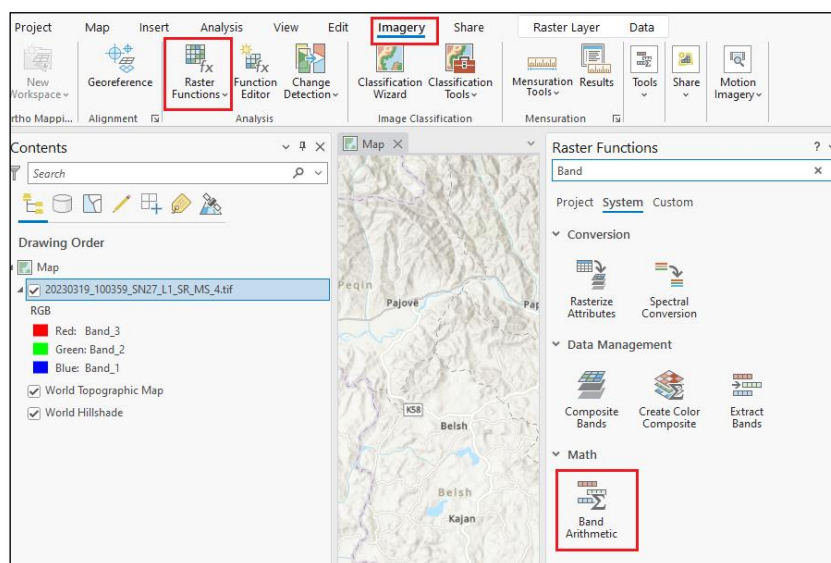 Project Map Insert Analysis View Edit Imagery Share Raster Layer Data
New Georeference Raster Function Change Classification Classification Mensuration Results Tools Share Motion
Workspace Functions Editor Detection Wizard Tools Tools Imagery
rtho Mappi... Alignment Analysis Image Classification Mensuration
Contents
Search
Drawing Order
Map
20230319_100359_SN27_L1_SR_MS_4.tif
RGB
Red: Band_3
Green: Band_2
Blue: Band_1
World Topographic Map
World Hillshade
Map
Peqin
Pajovë
Pap
K58
Belsh
Belsh
Kajan
Raster Functions ?
Band
Project System Custom
Conversion
Rasterize Spectral
Attributes Conversion
Data Management
Composite Create Color Extract
Bands Composite Bands
Math
Band
Arithmetic